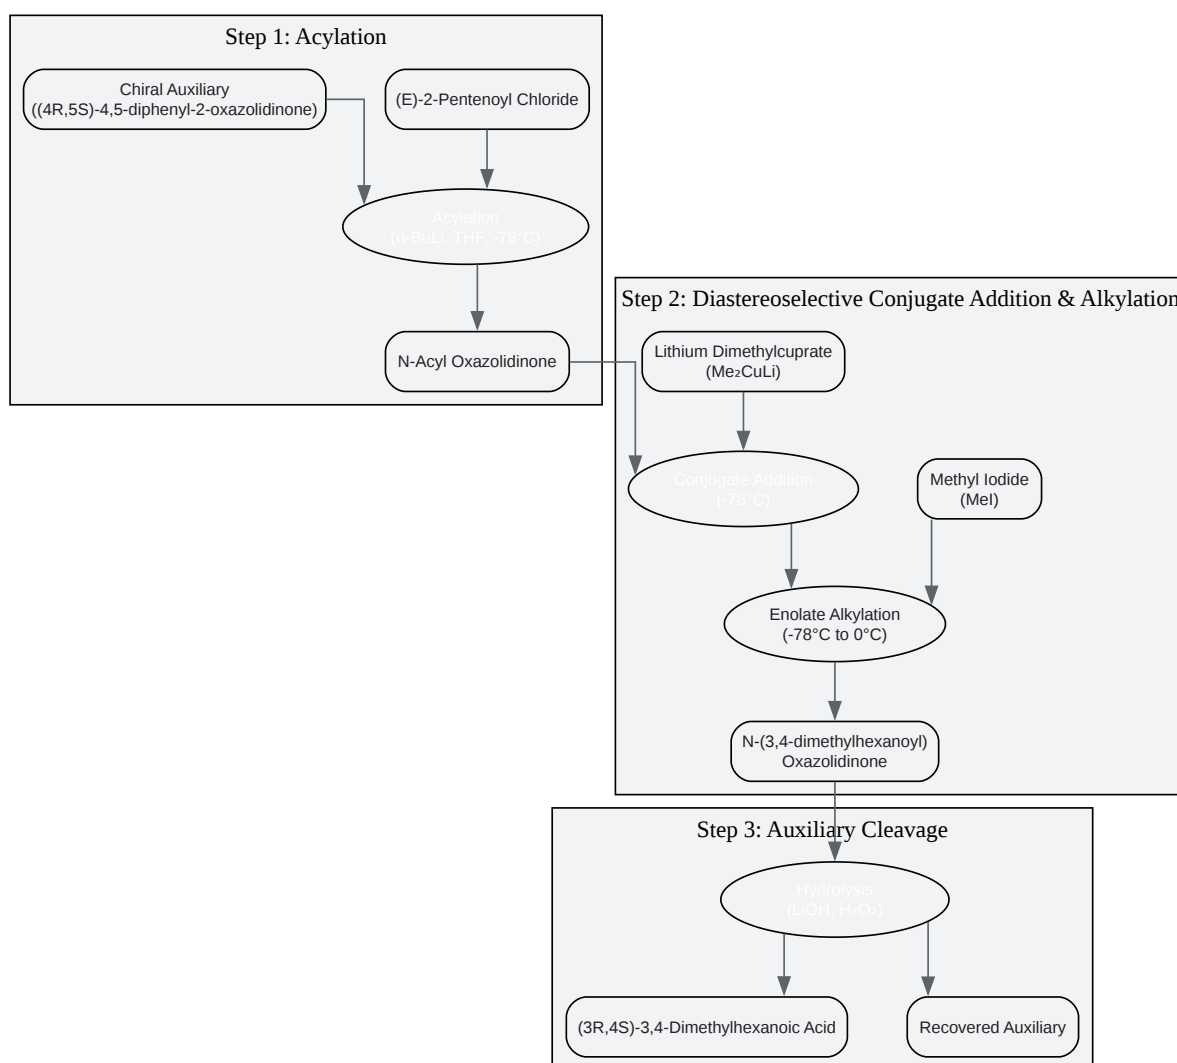 Step 1: Acylation
Chiral Auxiliary
((4R,5S)-4,5-diphenyl-2-oxazolidinone)
(E)-2-Pentenoyl Chloride
Acylation
(n-BuLi, THF, -78°C)
N-Acyl Oxazolidinone
Step 2: Diastereoselective Conjugate Addition & Alkylation
Lithium Dimethylcuprate
(Me₂CuLi)
Conjugate Addition
(-78°C)
Methyl Iodide
(MeI)
Enolate Alkylation
(-78°C to 0°C)
N-(3,4-dimethylhexanoyl)
Oxazolidinone
Step 3: Auxiliary Cleavage
Hydrolysis
(LiOH, H₂O₂)
(3R,4S)-3,4-Dimethylhexanoic Acid
Recovered Auxiliary